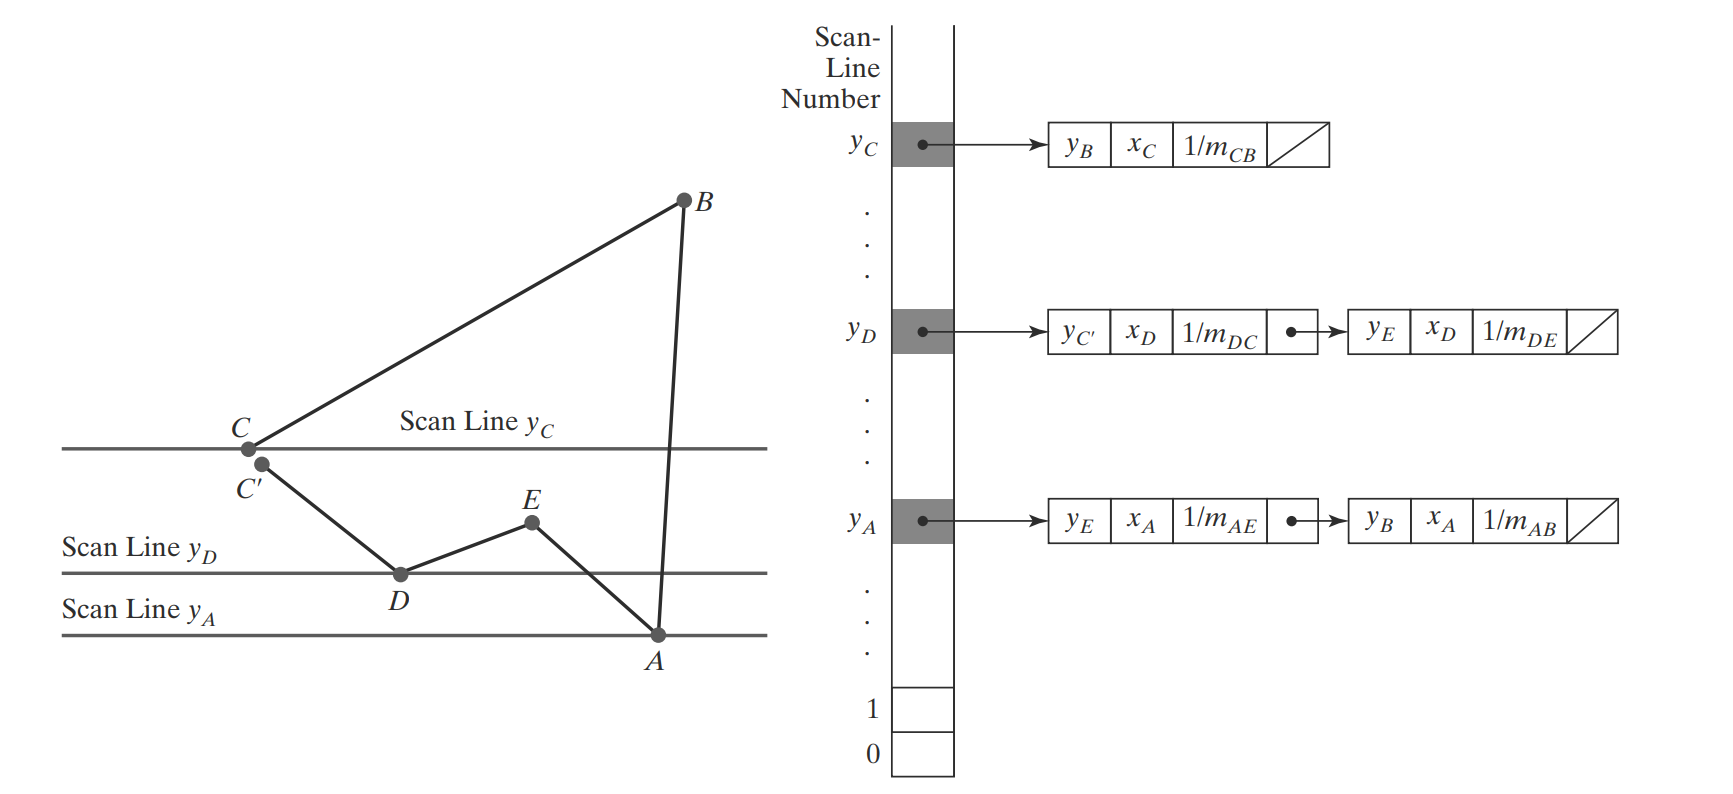 B
C
Scan Line y_C
C′
E
Scan Line y_D
D
Scan Line y_A
A
Scan-
Line
Number
y_C
y_B x_C 1/m_CB
.
.
.
y_D
y_C′ x_D 1/m_DC y_E x_D 1/m_DE
.
.
.
y_A
y_E x_A 1/m_AE y_B x_A 1/m_AB
.
.
.
1
0